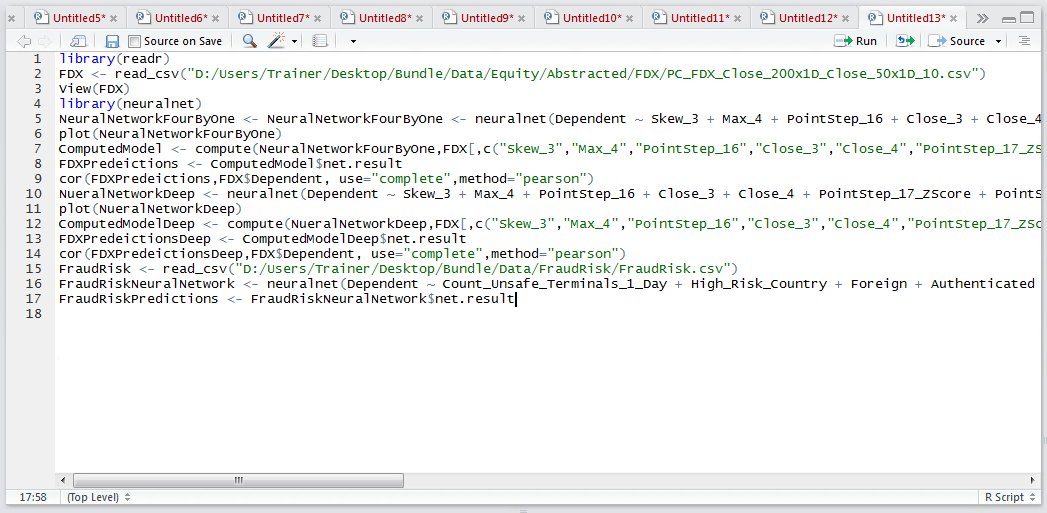 Untitled5* Untitled6* Untitled7* Untitled8* Untitled9* Untitled10* Untitled11* Untitled12* Untitled13*
Source on Save Run Source
1 library(readr)
2 FDX <- read_csv("D:/Users/Trainer/Desktop/Bundle/Data/Equity/Abstracted/FDX/PC_FDX_Close_200x1D_Close_50x1D_10.csv")
3 View(FDX)
4 library(neuralnet)
5 NeuralNetworkFourByOne <- NeuralNetworkFourByOne <- neuralnet(Dependent ~ Skew_3 + Max_4 + PointStep_16 + Close_3 + Close_4
6 plot(NeuralNetworkFourByOne)
7 ComputedModel <- compute(NeuralNetworkFourByOne,FDX[,c("Skew_3","Max_4","PointStep_16","Close_3","Close_4","PointStep_17_ZS
8 FDXPredeictions <- ComputedModel$net.result
9 cor(FDXPredeictions,FDX$Dependent, use="complete",method="pearson")
10 NueralNetworkDeep <- neuralnet(Dependent ~ Skew_3 + Max_4 + PointStep_16 + Close_3 + Close_4 + PointStep_17_ZScore + PointS
11 plot(NueralNetworkDeep)
12 ComputedModelDeep <- compute(NueralNetworkDeep,FDX[,c("Skew_3","Max_4","PointStep_16","Close_3","Close_4","PointStep_17_ZSc
13 FDXPredeictionsDeep <- ComputedModelDeep$net.result
14 cor(FDXPredeictionsDeep,FDX$Dependent, use="complete",method="pearson")
15 FraudRisk <- read_csv("D:/Users/Trainer/Desktop/Bundle/Data/FraudRisk/FraudRisk.csv")
16 FraudRiskNeuralNetwork <- neuralnet(Dependent ~ Count_Unsafe_Terminals_1_Day + High_Risk_Country + Foreign + Authenticated
17 FraudRiskPredictions <- FraudRiskNeuralNetwork$net.result
18
17:58 (Top Level) R Script